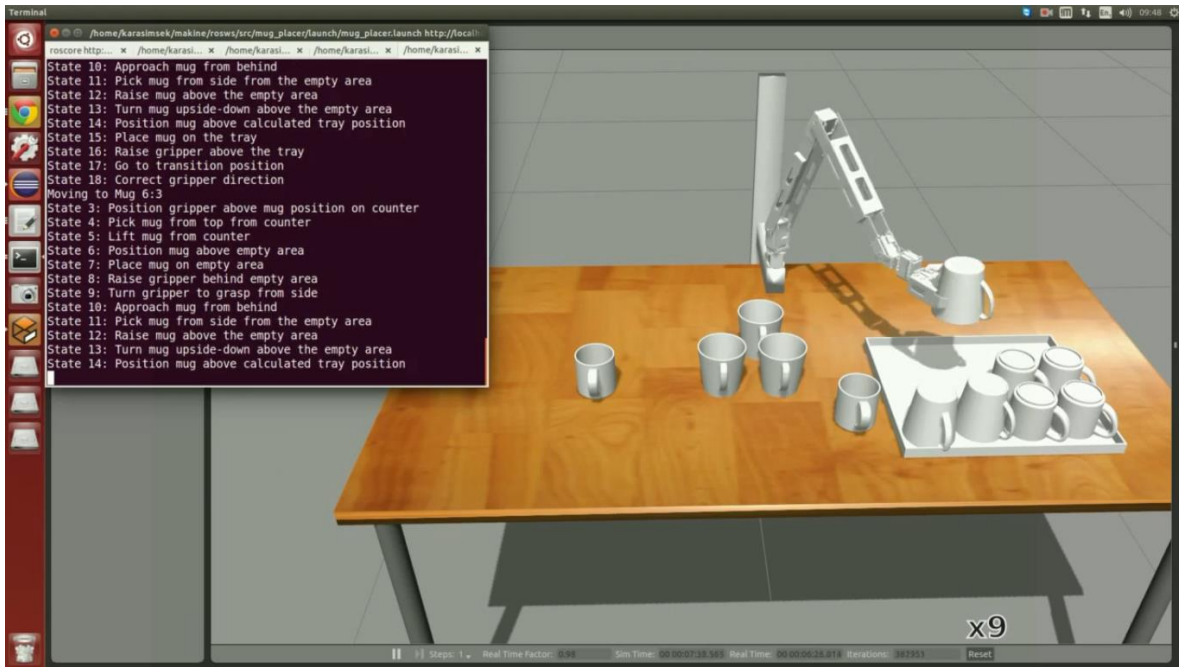 Terminal
En
09:48
/home/karasimsek/makine/rosws/src/mug_placer/launch/mug_placer.launch http://localh
roscore http:... × /home/karasi... × /home/karasi... × /home/karasi... × /home/karasi... ×
State 10: Approach mug from behind
State 11: Pick mug from side from the empty area
State 12: Raise mug above the empty area
State 13: Turn mug upside-down above the empty area
State 14: Position mug above calculated tray position
State 15: Place mug on the tray
State 16: Raise gripper above the tray
State 17: Go to transition position
State 18: Correct gripper direction
Moving to Mug 6:3
State 3: Position gripper above mug position on counter
State 4: Pick mug from top from counter
State 5: Lift mug from counter
State 6: Position mug above empty area
State 7: Place mug on empty area
State 8: Raise gripper behind empty area
State 9: Turn gripper to grasp from side
State 10: Approach mug from behind
State 11: Pick mug from side from the empty area
State 12: Raise mug above the empty area
State 13: Turn mug upside-down above the empty area
State 14: Position mug above calculated tray position
x9
Steps: 1 Real Time Factor: 0.98 Sim Time: Real Time: Iterations: Reset